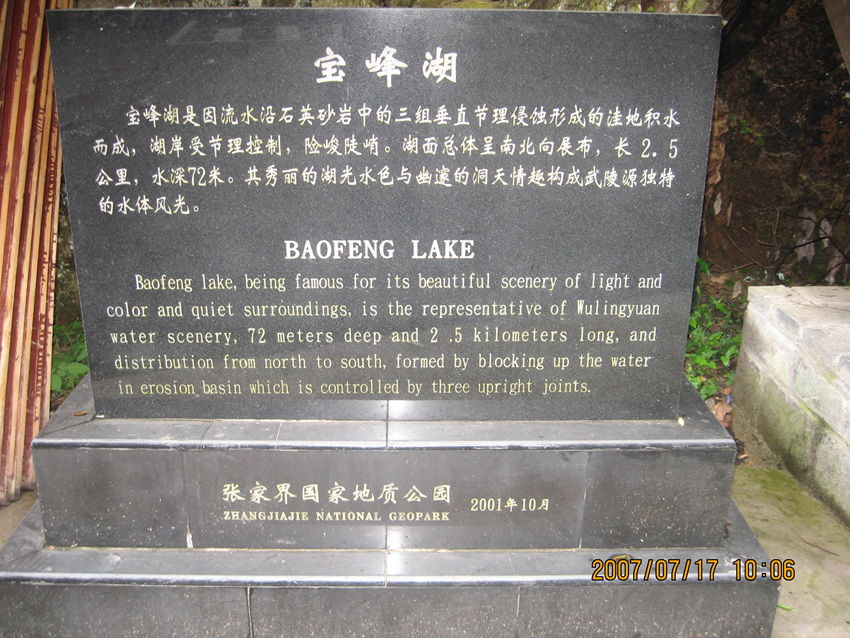 宝峰湖
宝峰湖是因流水沿石英砂岩中的三组垂直节理侵蚀形成的洼地积水
而成，湖岸受节理控制，险峻陡峭。湖面总体呈南北向展布，长 2.5
公里，水深72米。其秀丽的湖光水色与幽邃的洞天情趣构成武陵源独特
的水体风光。
BAOFENG LAKE
Baofeng lake, being famous for its beautiful scenery of light and
color and quiet surroundings, is the representative of Wulingyuan
water scenery, 72 meters deep and 2 .5 kilometers long, and
distribution from north to south, formed by blocking up the water
in erosion basin which is controlled by three upright joints.
张家界国家地质公园 2001年10月
ZHANGJIAJIE NATIONAL GEOPARK
2007/07/17 10:06